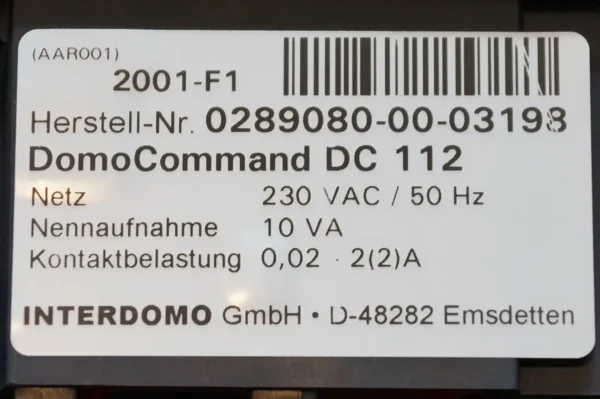 (AAR001)
2001-F1
Herstell-Nr. 0289080-00-03198
DomoCommand DC 112
Netz 230 VAC / 50 Hz
Nennaufnahme 10 VA
Kontaktbelastung 0,02 · 2(2)A
INTERDOMO GmbH • D-48282 Emsdetten